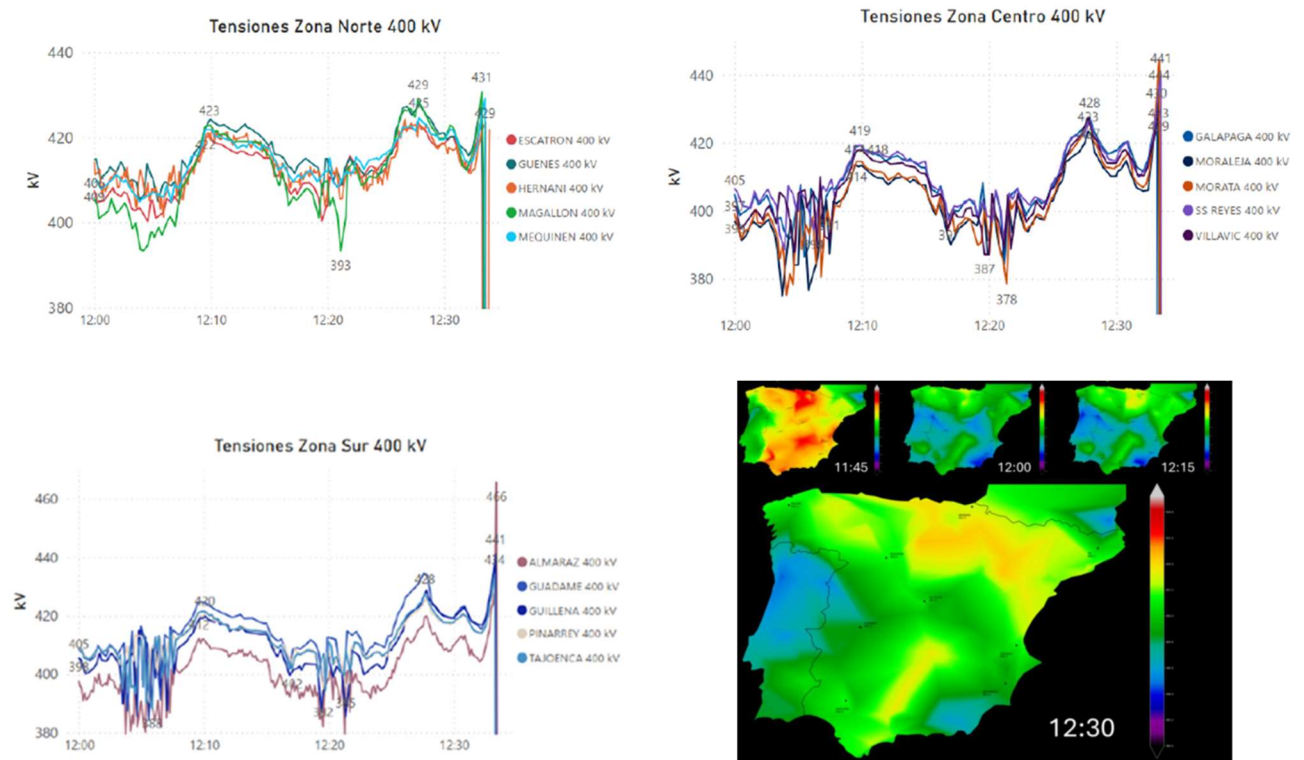 Tensiones Zona Norte 400 kV
440
420
400
380
kV
423
429
425
431
429
393
12:00
12:10
12:20
12:30
ESCATRON 400 kV
GUENES 400 kV
HERNANI 400 kV
MAGALLON 400 kV
MEQUINEN 400 kV
Tensiones Zona Centro 400 kV
440
420
400
380
kV
405
419
418
428
423
441
387
378
12:00
12:10
12:20
12:30
GALAPAGA 400 kV
MORALEJA 400 kV
MORATA 400 kV
SS REYES 400 kV
VILLAVIC 400 kV
Tensiones Zona Sur 400 kV
460
440
420
400
380
kV
405
393
420
412
402
428
466
441
12:00
12:10
12:20
12:30
ALMARAZ 400 kV
GUADAME 400 kV
GUILLENA 400 kV
PINARREY 400 kV
TAJOENCA 400 kV
11:45
12:00
12:15
12:30